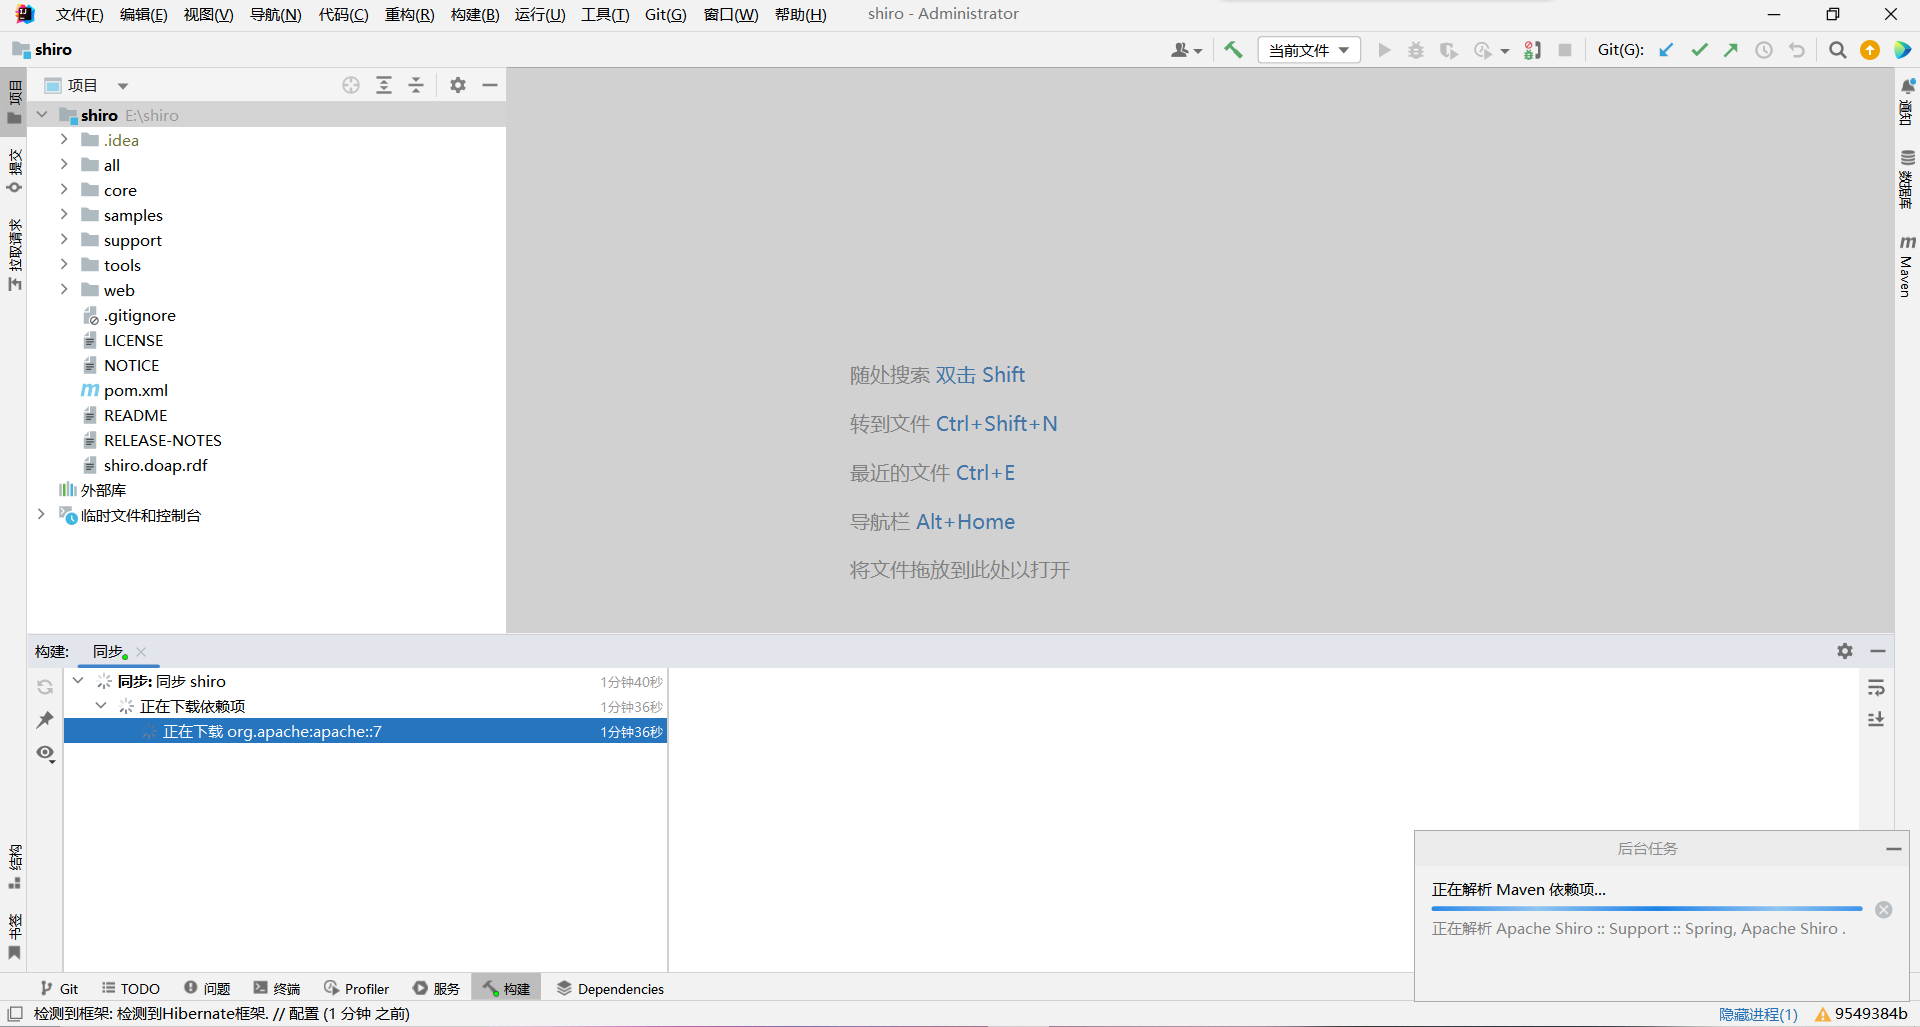 文件(F) 编辑(E) 视图(V) 导航(N) 代码(C) 重构(R) 构建(B) 运行(U) 工具(T) Git(G) 窗口(W) 帮助(H) shiro - Administrator
shiro 当前文件 Git(G):
项目
项目
提交
拉取请求
结构
书签
shiro E:\shiro
.idea
all
core
samples
support
tools
web
.gitignore
LICENSE
NOTICE
pom.xml
README
RELEASE-NOTES
shiro.doap.rdf
外部库
临时文件和控制台
随处搜索 双击 Shift
转到文件 Ctrl+Shift+N
最近的文件 Ctrl+E
导航栏 Alt+Home
将文件拖放到此处以打开
通知
数据库
Maven
构建: 同步
同步: 同步 shiro 1分钟40秒
正在下载依赖项 1分钟36秒
正在下载 org.apache:apache::7 1分钟36秒
后台任务
正在解析 Maven 依赖项...
正在解析 Apache Shiro :: Support :: Spring, Apache Shiro .
Git TODO 问题 终端 Profiler 服务 构建 Dependencies
检测到框架: 检测到Hibernate框架. // 配置 (1 分钟 之前) 隐藏进程(1) 9549384b